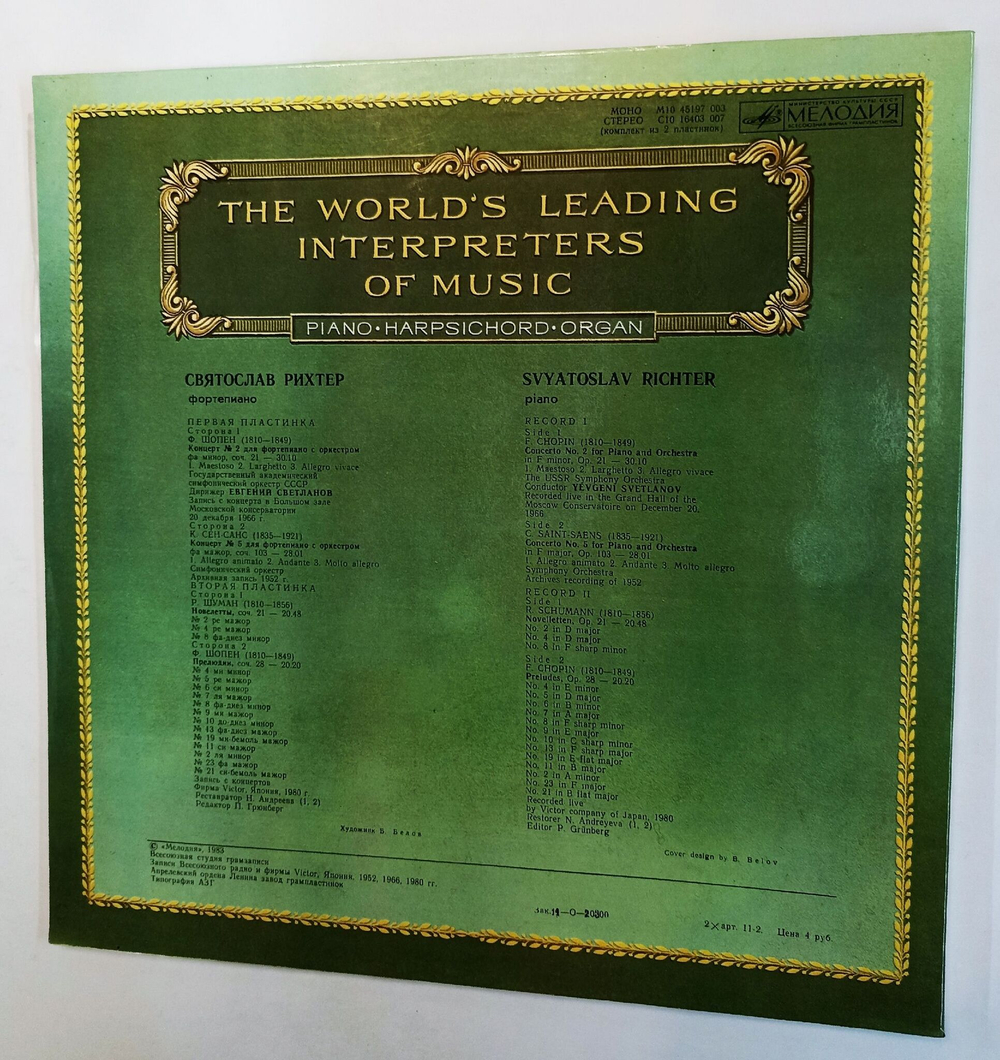 МОНО М10 45197 003
СТЕРЕО С10 16403 007
(комплект из 2 пластинок)
МИНИСТЕРСТВО КУЛЬТУРЫ СССР
МЕЛОДИЯ
ВСЕСОЮЗНАЯ ФИРМА ГРАМПЛАСТИНОК
THE WORLD'S LEADING
INTERPRETERS
OF MUSIC
PIANO•HARPSICHORD•ORGAN
СВЯТОСЛАВ РИХТЕР
фортепиано
ПЕРВАЯ ПЛАСТИНКА
Сторона 1
Ф. ШОПЕН (1810—1849)
Концерт № 2 для фортепиано с оркестром
фа минор, соч. 21 — 30.10
1. Maestoso 2. Larghetto 3. Allegro vivace
Государственный академический
симфонический оркестр СССР
Дирижер ЕВГЕНИЙ СВЕТЛАНОВ
Запись с концерта в Большом зале
Московской консерватории
20 декабря 1966 г.
Сторона 2
К. СЕН-САНС (1835—1921)
Концерт № 5 для фортепиано с оркестром
фа мажор, соч. 103 — 28.01
1. Allegro animato 2. Andante 3. Molto allegro
Симфонический оркестр
Архивная запись 1952 г.
ВТОРАЯ ПЛАСТИНКА
Сторона 1
Р. ШУМАН (1810—1856)
Новелетты, соч. 21 — 20.48
№ 2 ре мажор
№ 4 ре мажор
№ 8 фа-диез минор
Сторона 2
Ф. ШОПЕН (1810—1849)
Прелюдии, соч. 28 — 20.20
№ 4 ми минор
№ 5 ре мажор
№ 6 си минор
№ 7 ля мажор
№ 8 фа-диез минор
№ 9 ми мажор
№ 10 до-диез минор
№ 13 фа-диез мажор
№ 19 ми-бемоль мажор
№ 11 си мажор
№ 2 ля минор
№ 23 фа мажор
№ 21 си-бемоль мажор
Запись с концертов
Фирма Victor, Япония, 1980 г.
Реставратор Н. Андреева (1, 2)
Редактор П. Грюнберг
Художник Б. Белов
SVYATOSLAV RICHTER
piano
RECORD I
Side 1
F. CHOPIN (1810—1849)
Concerto No. 2 for Piano and Orchestra
in F minor, Op. 21 — 30.10
1. Maestoso 2. Larghetto 3. Allegro vivace
The USSR Symphony Orchestra
Conductor YEVGENI SVETLANOV
Recorded live in the Grand Hall of the
Moscow Conservatoire on December 20,
1966
Side 2
C. SAINT-SAENS (1835—1921)
Concerto No. 5 for Piano and Orchestra
in F major, Op. 103 — 28.01
1. Allegro animato 2. Andante 3. Molto allegro
Symphony Orchestra
Archives recording of 1952
RECORD II
Side 1
R. SCHUMANN (1810—1856)
Novelletten, Op. 21 — 20.48
No. 2 in D major
No. 4 in D major
No. 8 in F sharp minor
Side 2
F. CHOPIN (1810—1849)
Preludes, Op. 28 — 20.20
No. 4 in E minor
No. 5 in D major
No. 6 in B minor
No. 7 in A major
No. 8 in F sharp minor
No. 9 in E major
No. 10 in C sharp minor
No. 13 in F sharp major
No. 19 in E flat major
No. 11 in B major
No. 2 in A minor
No. 23 in F major
No. 21 in B flat major
Recorded live
by Victor company of Japan, 1980
Restorer N. Andreyeva (1, 2)
Editor P. Grünberg
Cover design by B. Belov
© «Мелодия», 1983
Всесоюзная студия грамзаписи
Записи Всесоюзного радио и фирмы Victor, Япония, 1952, 1966, 1980 гг.
Апрелевский ордена Ленина завод грампластинок
Типография АЗГ
зак.11—О—20300
2×арт. 11-2. Цена 4 руб.